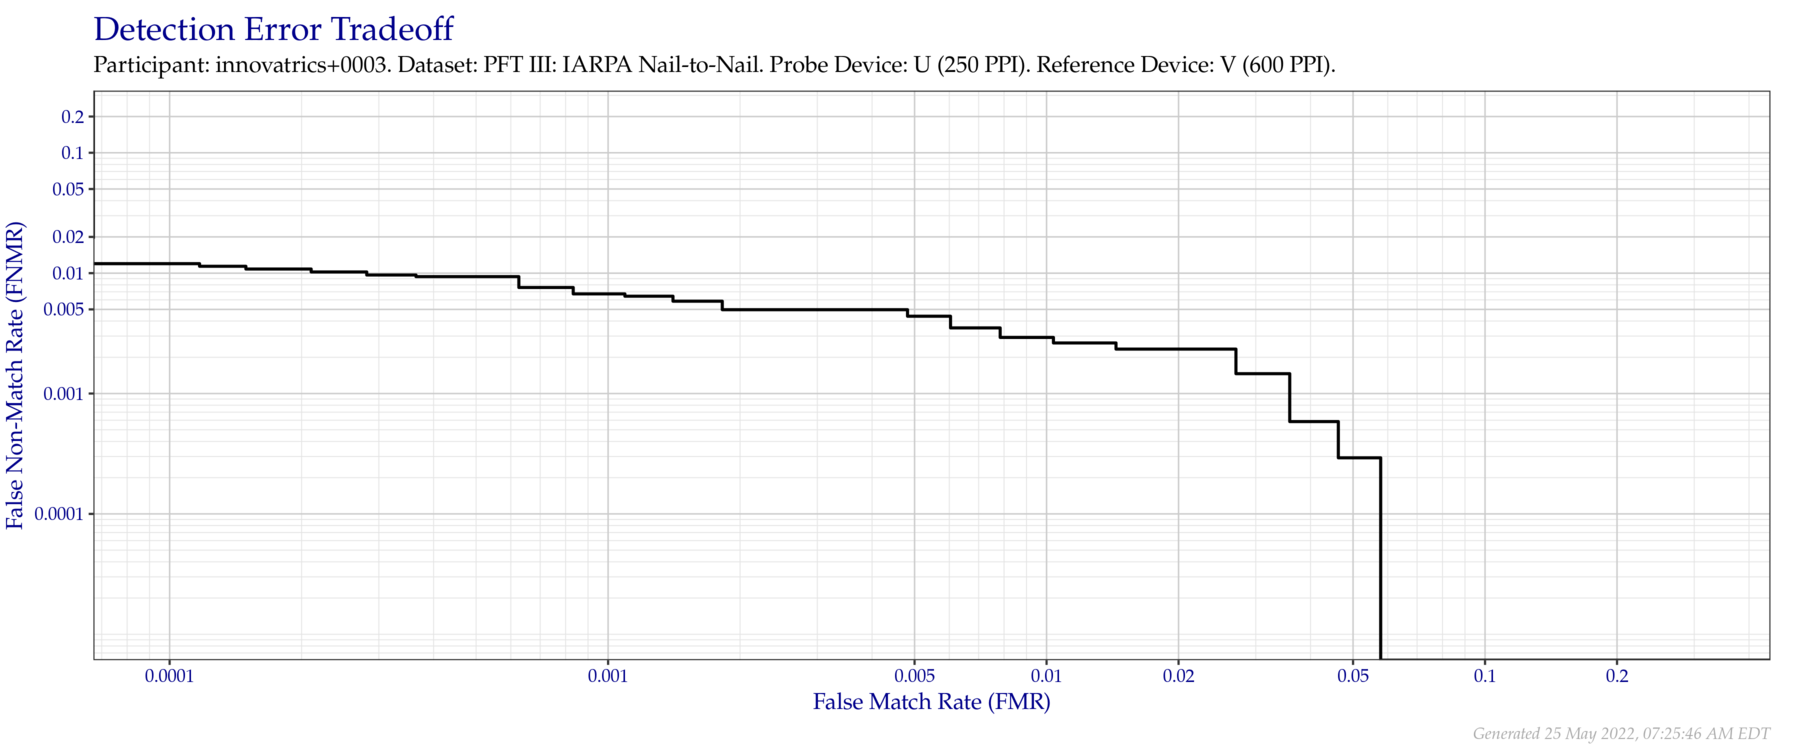 Detection Error Tradeoff
Participant: innovatrics+0003. Dataset: PFT III: IARPA Nail-to-Nail. Probe Device: U (250 PPI). Reference Device: V (600 PPI).
False Non-Match Rate (FNMR)
0.2
0.1
0.05
0.02
0.01
0.005
0.001
0.0001
0.0001 0.001 0.005 0.01 0.02 0.05 0.1 0.2
False Match Rate (FMR)
Generated 25 May 2022, 07:25:46 AM EDT